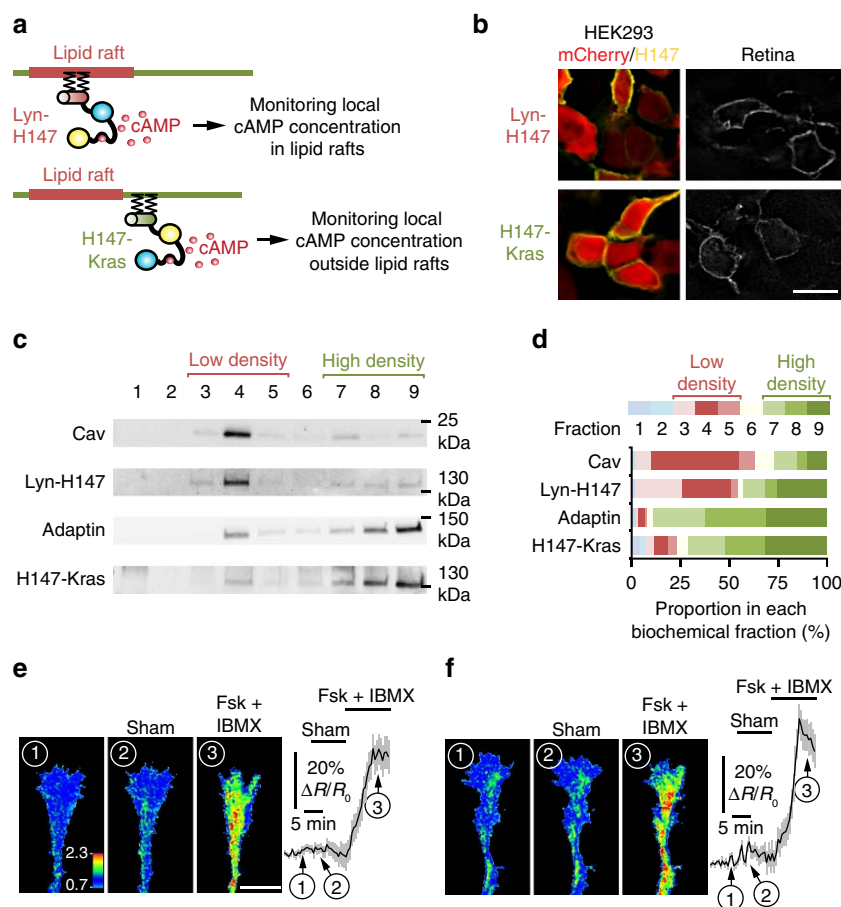 a
Lipid raft
Lyn-
H147
cAMP
Monitoring local
cAMP concentration
in lipid rafts
Lipid raft
H147-
Kras
cAMP
Monitoring local
cAMP concentration
outside lipid rafts
b
HEK293
mCherry/H147
Retina
Lyn-
H147
H147-
Kras
c
Low density
High density
1 2 3 4 5 6 7 8 9
Cav
25
kDa
Lyn-H147
130
kDa
Adaptin
150
kDa
H147-Kras
130
kDa
d
Low
density
High
density
Fraction 1 2 3 4 5 6 7 8 9
Cav
Lyn-H147
Adaptin
H147-Kras
0 25 50 75 100
Proportion in each
biochemical fraction (%)
e
1
Sham
2
Fsk +
IBMX
3
2.3
0.7
Fsk + IBMX
Sham
20%
ΔR/R0
5 min
1
2
3
f
1
Sham
2
Fsk +
IBMX
3
Fsk + IBMX
Sham
20%
ΔR/R0
5 min
1
2
3